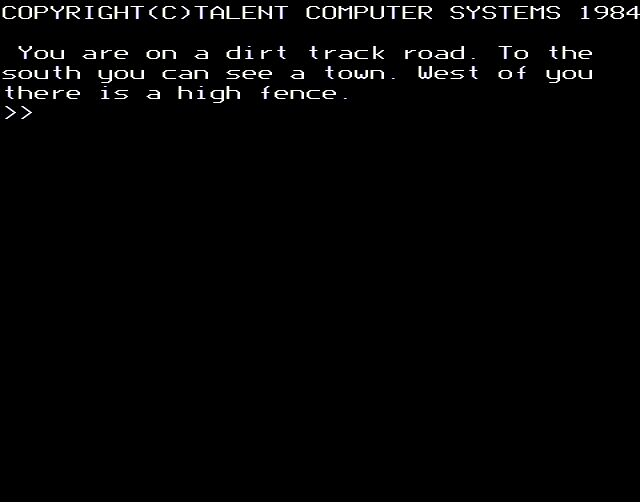 COPYRIGHT(C)TALENT COMPUTER SYSTEMS 1984
You are on a dirt track road. To the
south you can see a town. West of you
there is a high fence.
>>